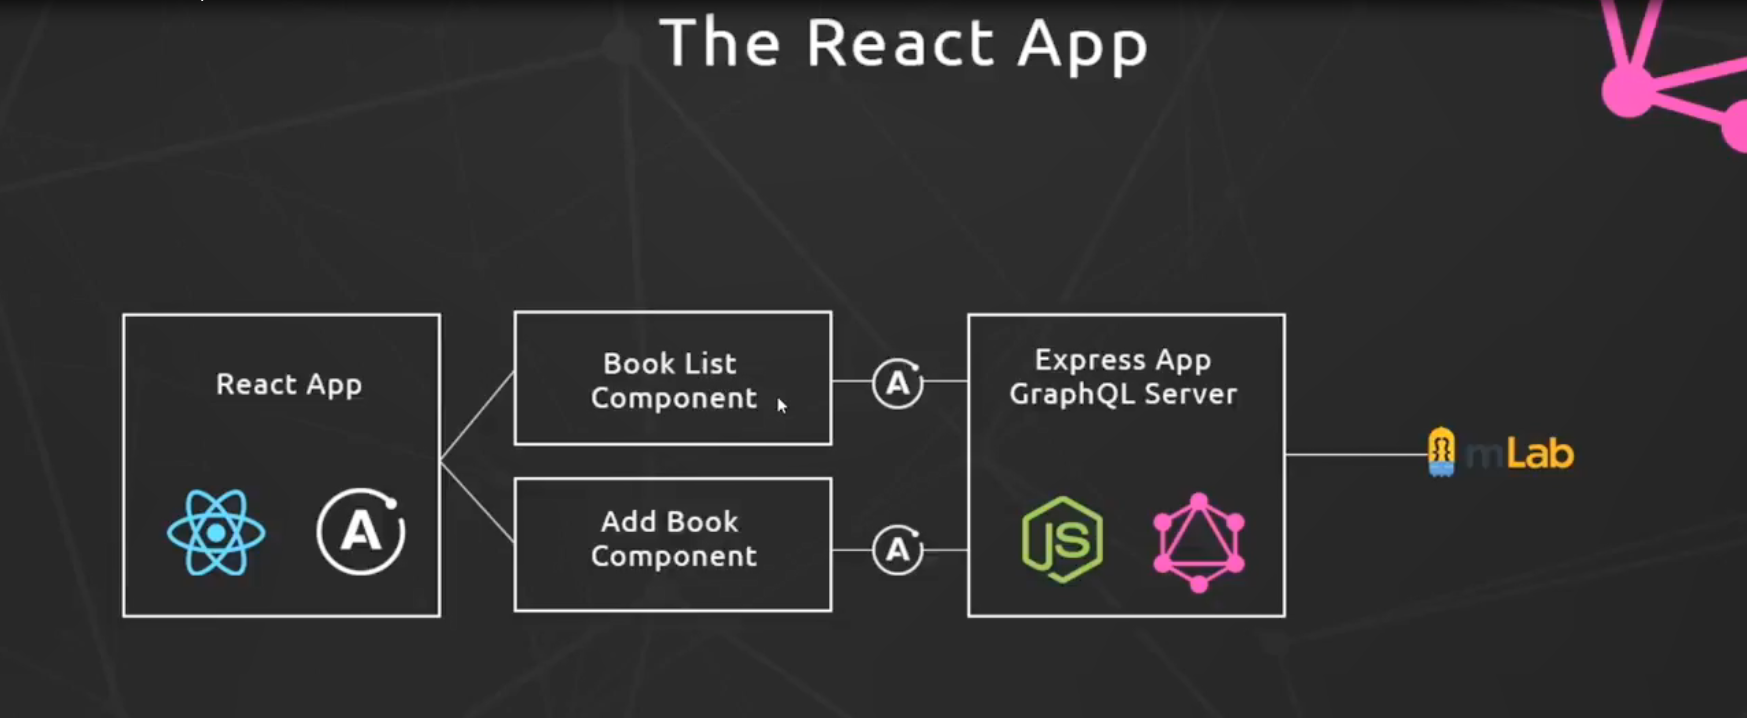 The React App
React App
A
Book List
Component
Add Book
Component
A
A
Express App
GraphQL Server
JS
mLab